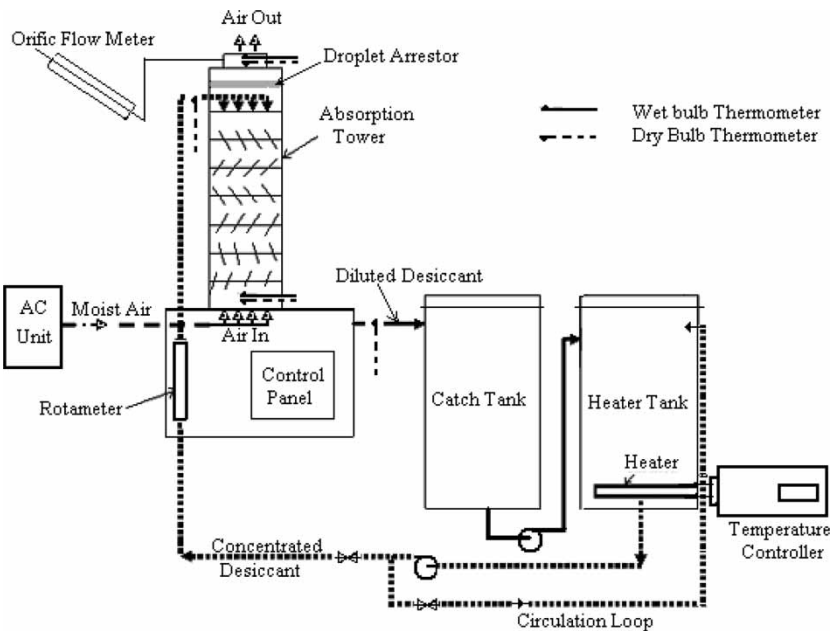 Air Out
Orific Flow Meter
Droplet Arrestor
Absorption
Tower
Wet bulb Thermometer
Dry Bulb Thermometer
Diluted Desiccant
AC
Unit
Moist Air
Air In
Control
Panel
Rotameter
Catch Tank
Heater Tank
Heater
Temperature
Controller
Concentrated
Desiccant
Circulation Loop